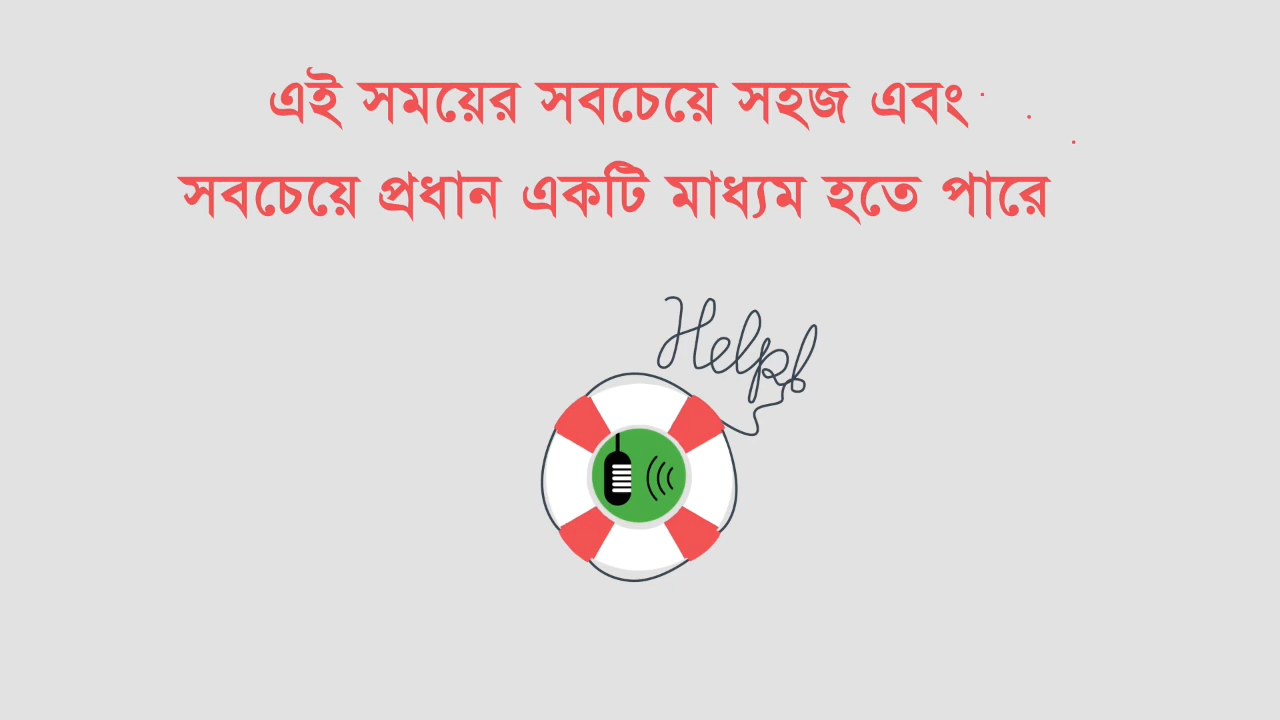 এই সময়ের সবচেয়ে সহজ এবং
সবচেয়ে প্রধান একটি মাধ্যম হতে পারে
Help!